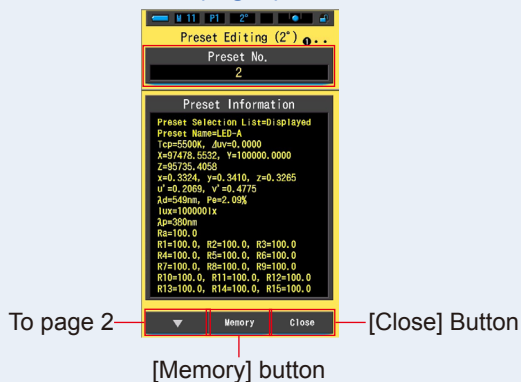 M 11 P1 2°
Preset Editing (2°) ❶..
Preset No.
2
Preset Information
Preset Selection List=Displayed
Preset Name=LED-A
Tcp=5500K, ⊿uv=0.0000
X=97478.5532, Y=100000.0000
Z=95735.4058
x=0.3324, y=0.3410, z=0.3265
u'=0.2069, v'=0.4775
λd=549nm, Pe=2.09%
lux=100000lx
λp=380nm
Ra=100.0
R1=100.0, R2=100.0, R3=100.0
R4=100.0, R5=100.0, R6=100.0
R7=100.0, R8=100.0, R9=100.0
R10=100.0, R11=100.0, R12=100.0
R13=100.0, R14=100.0, R15=100.0
To page 2 ▼ Memory Close [Close] Button
[Memory] button